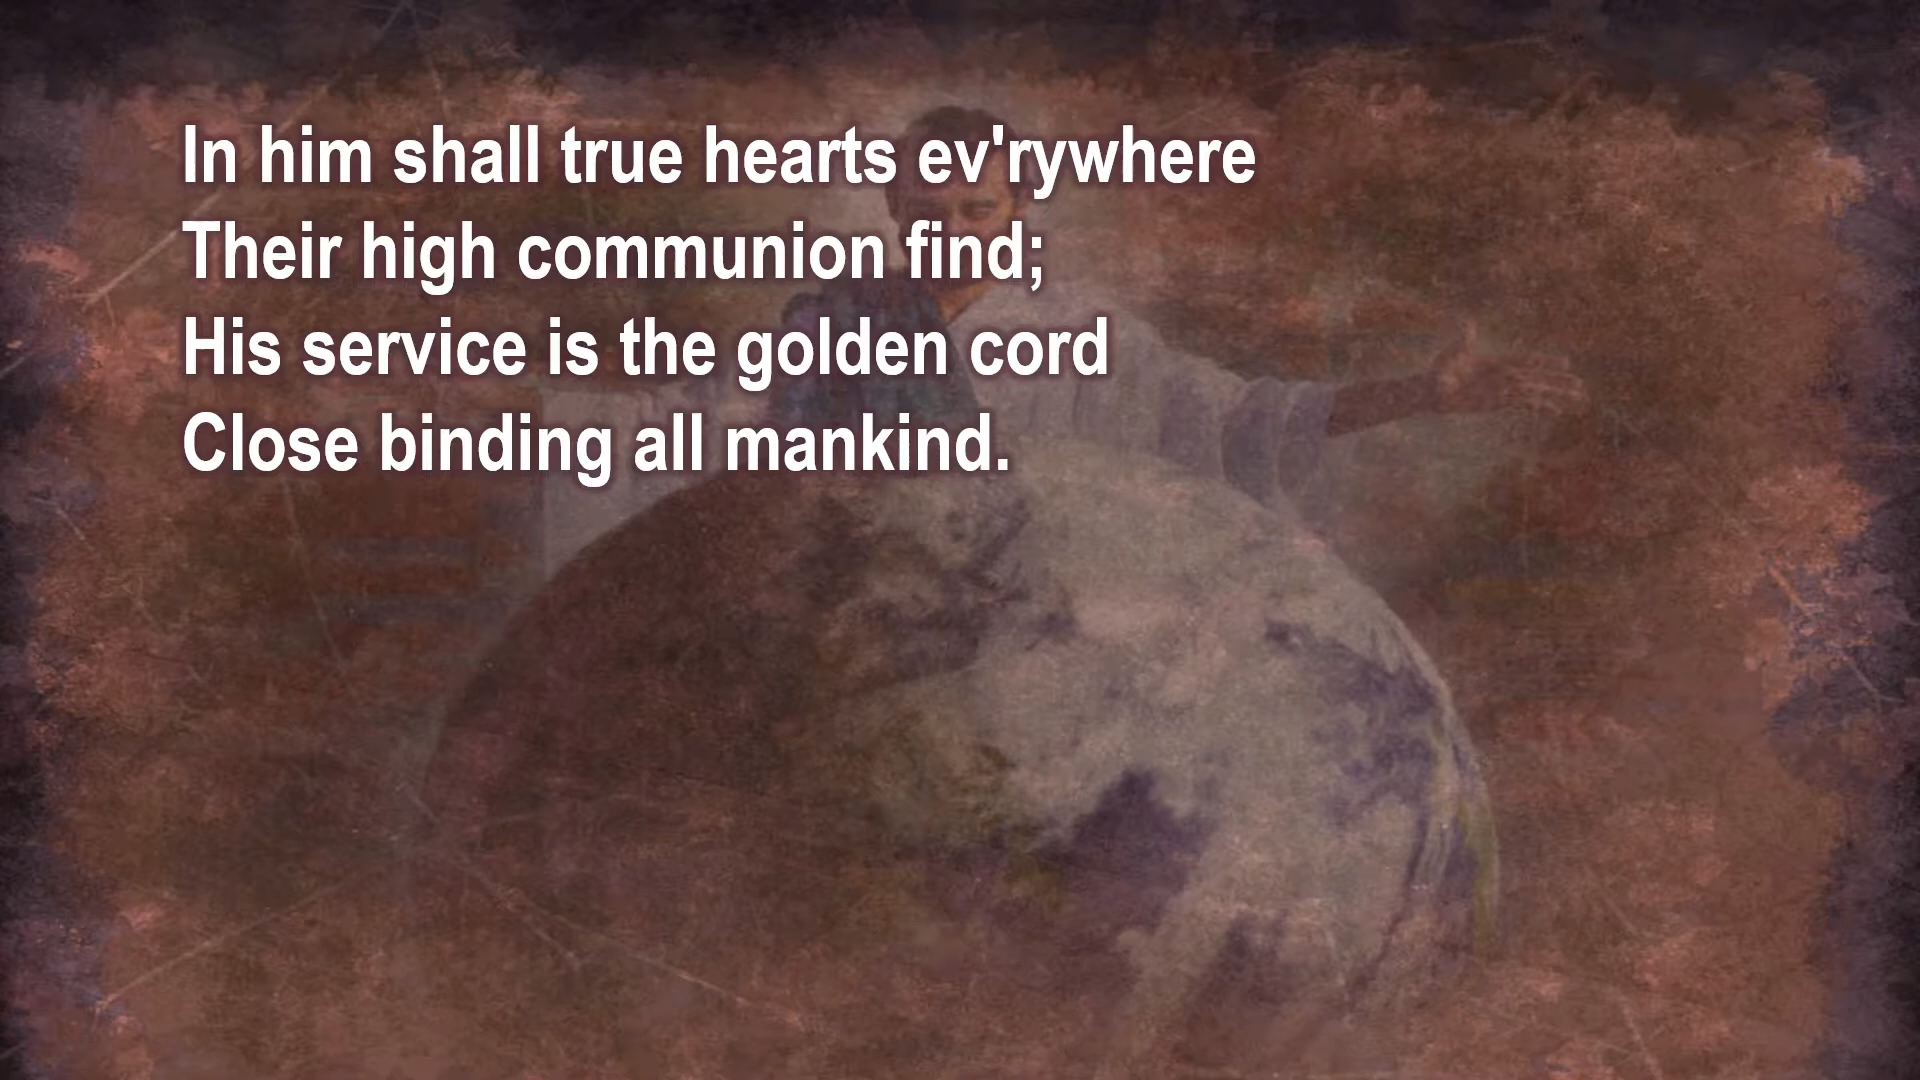 In him shall true hearts ev'rywhere
Their high communion find;
His service is the golden cord
Close binding all mankind.